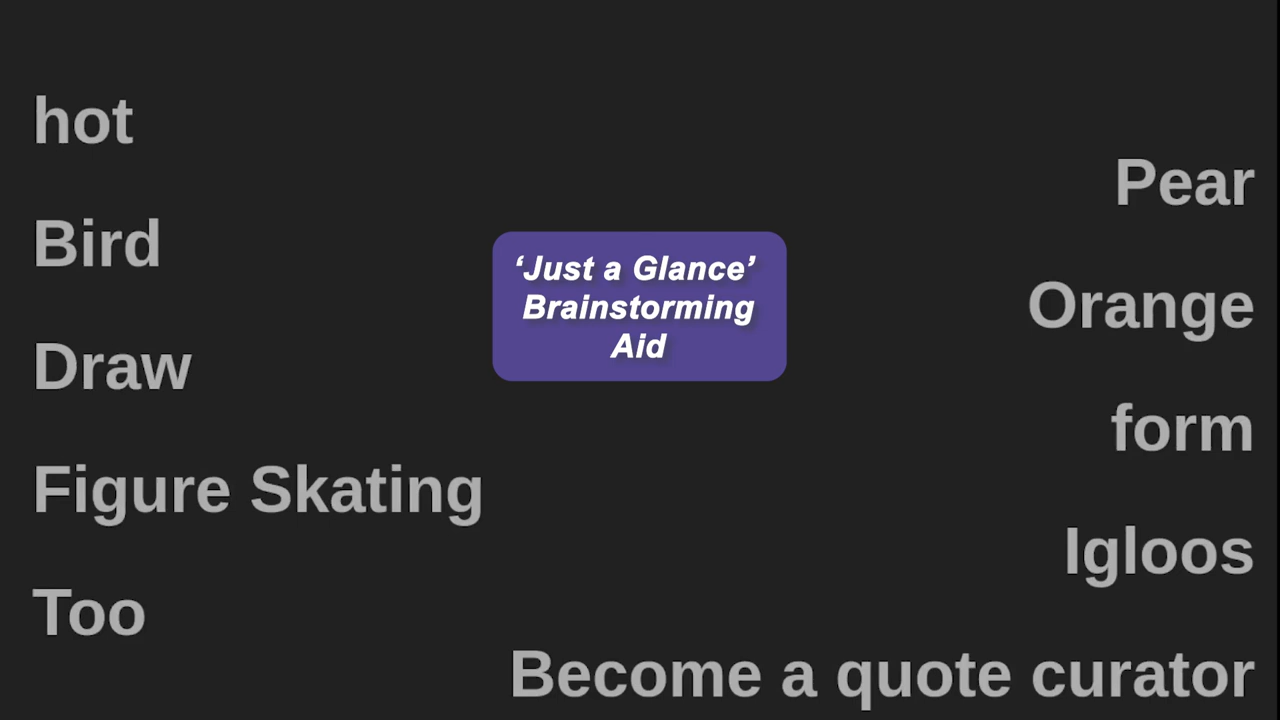 hot
Pear
Bird
‘Just a Glance’
Brainstorming
Aid
Orange
Draw
form
Figure Skating
Igloos
Too
Become a quote curator